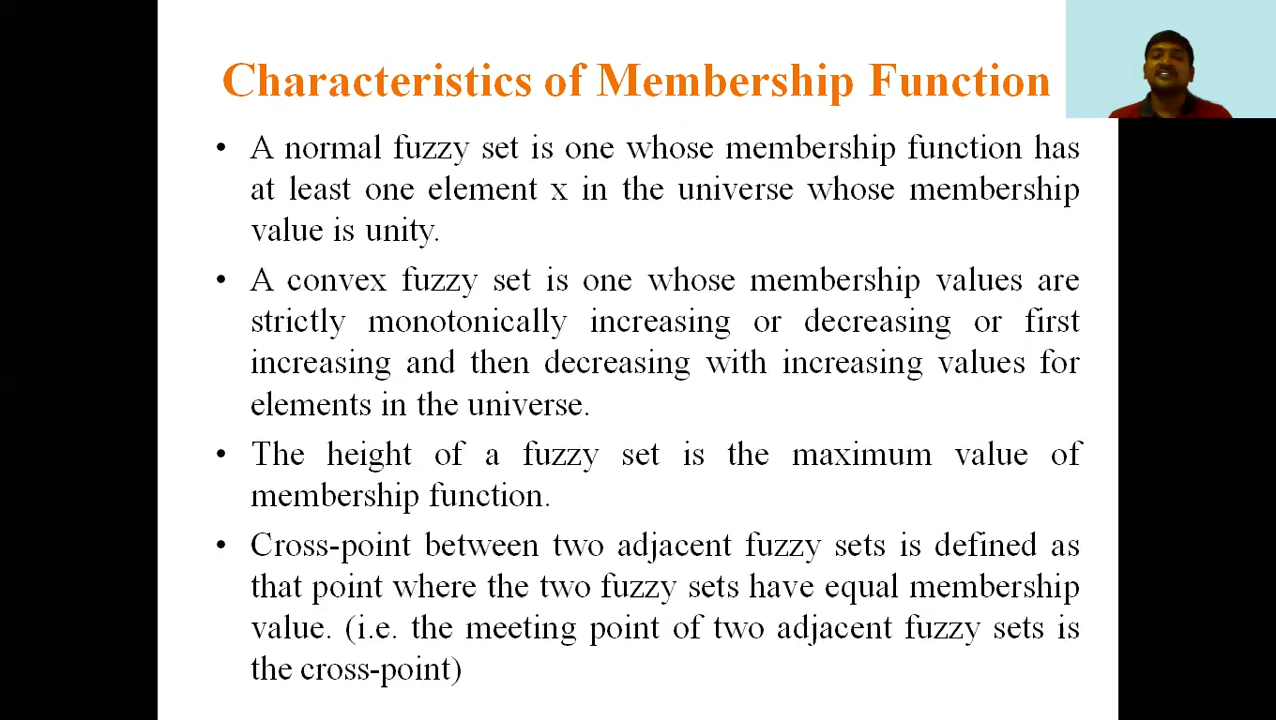 Characteristics of Membership Function
• A normal fuzzy set is one whose membership function has
at least one element x in the universe whose membership
value is unity.
• A convex fuzzy set is one whose membership values are
strictly monotonically increasing or decreasing or first
increasing and then decreasing with increasing values for
elements in the universe.
• The height of a fuzzy set is the maximum value of
membership function.
• Cross-point between two adjacent fuzzy sets is defined as
that point where the two fuzzy sets have equal membership
value. (i.e. the meeting point of two adjacent fuzzy sets is
the cross-point)